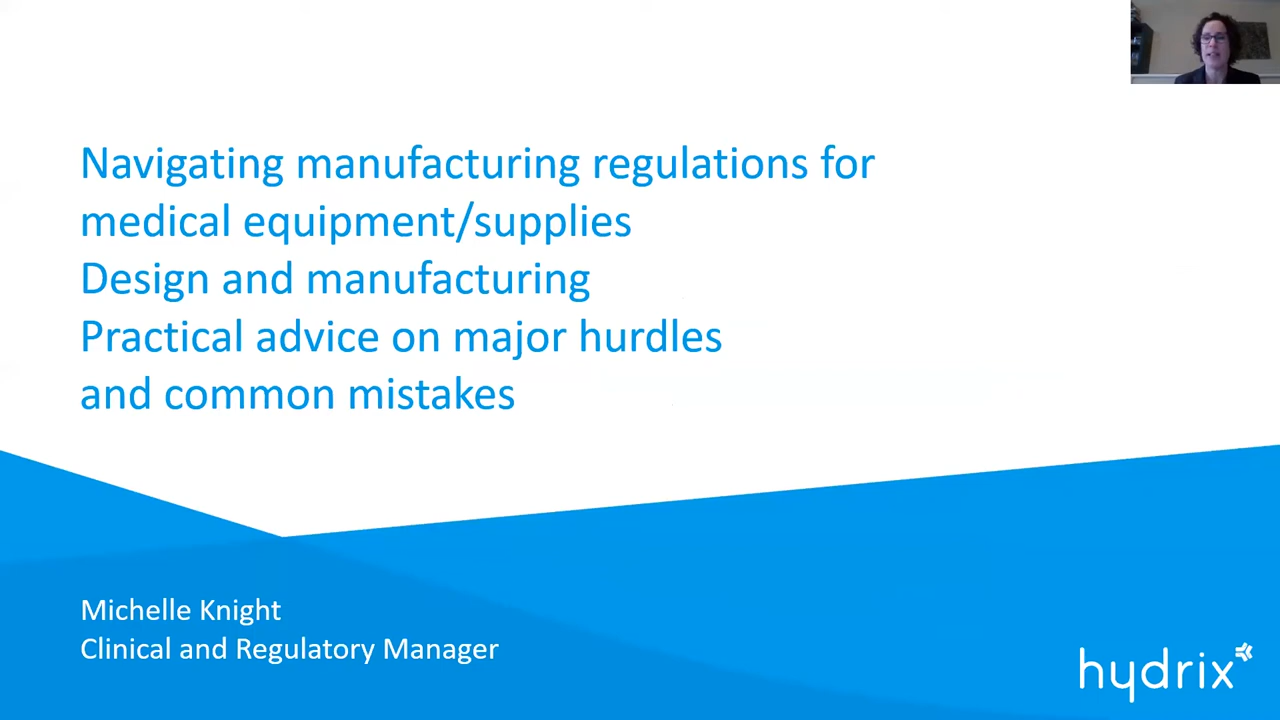 Navigating manufacturing regulations for
medical equipment/supplies
Design and manufacturing
Practical advice on major hurdles
and common mistakes
Michelle Knight
Clinical and Regulatory Manager
hydrix